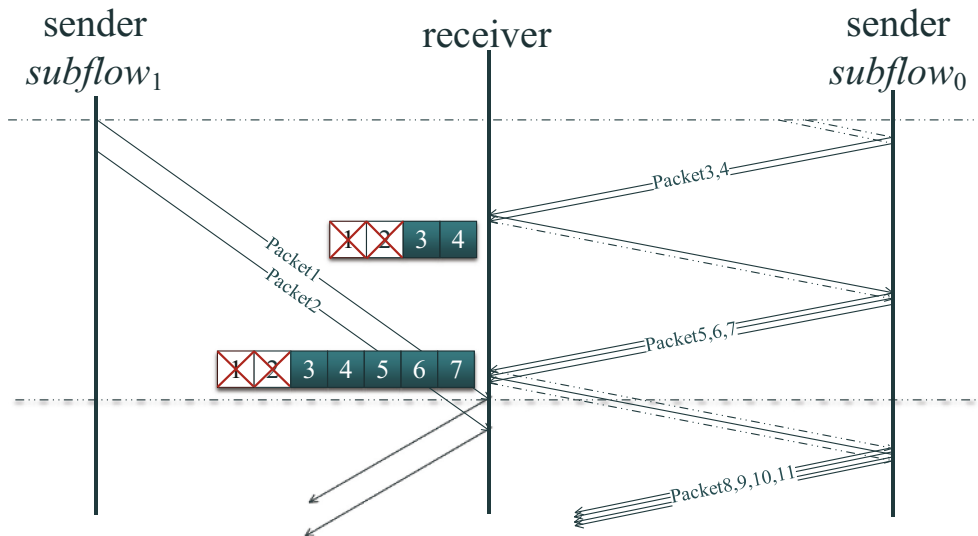 sender
subflow1
receiver
sender
subflow0
Packet3,4
1 2 3 4
Packet1
Packet2
Packet5,6,7
1 2 3 4 5 6 7
Packet8,9,10,11